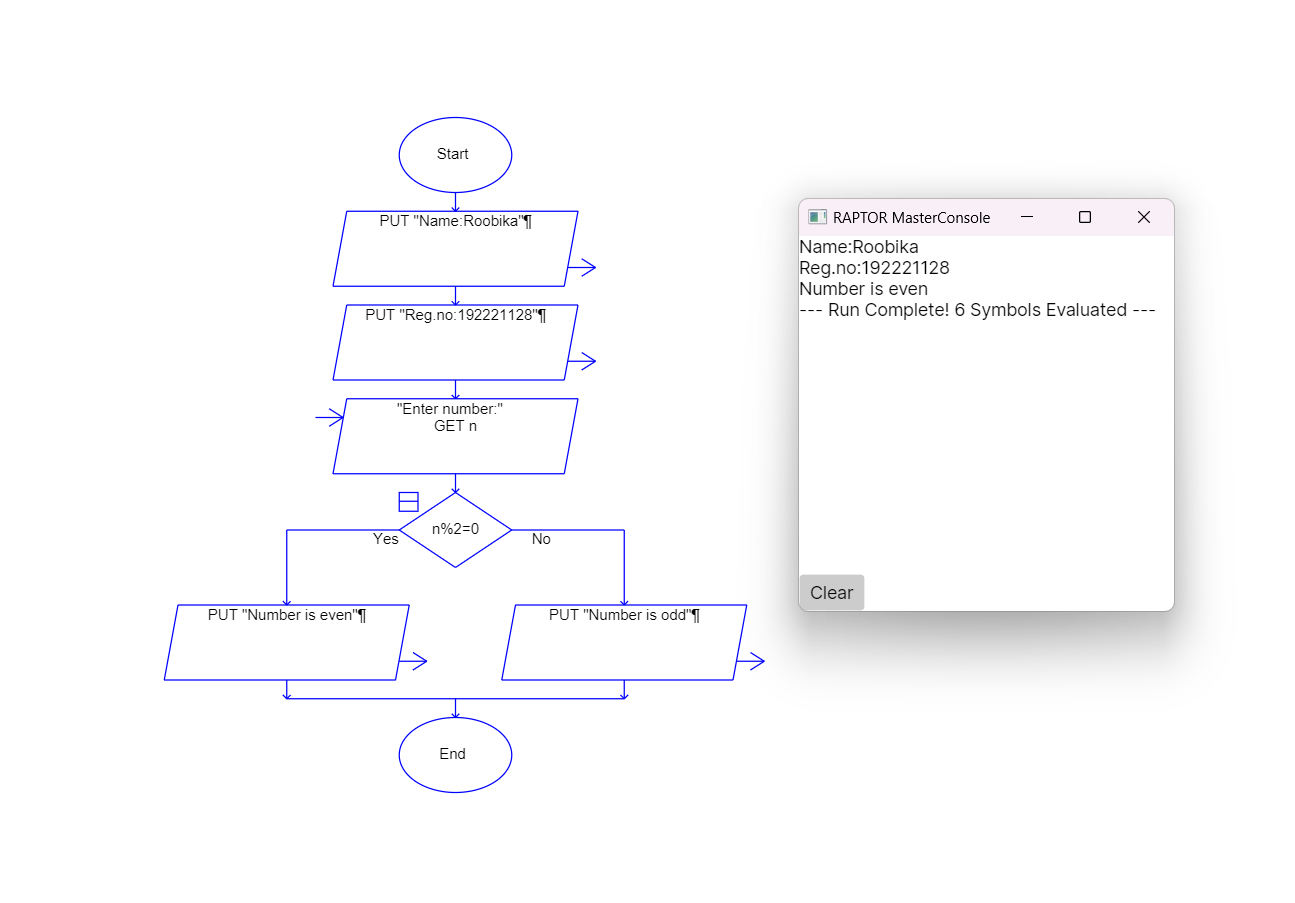 Start
PUT "Name:Roobika"¶
PUT "Reg.no:192221128"¶
"Enter number:"
GET n
n%2=0
Yes
No
PUT "Number is even"¶
PUT "Number is odd"¶
End
RAPTOR MasterConsole
Name:Roobika
Reg.no:192221128
Number is even
--- Run Complete! 6 Symbols Evaluated ---
Clear